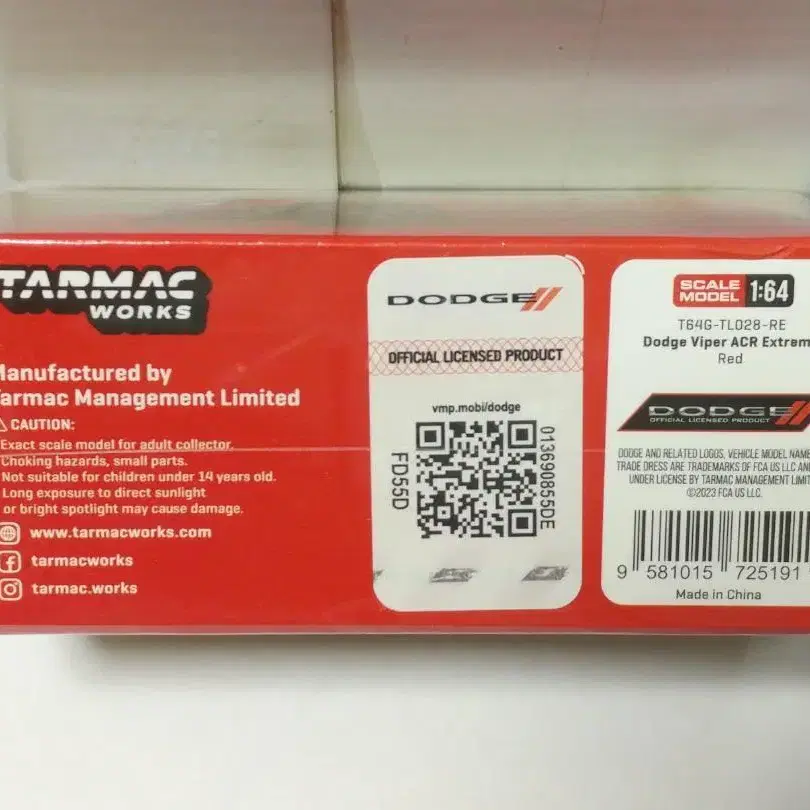 TARMAC
WORKS
Manufactured by
Tarmac Management Limited
CAUTION:
Exact scale model for adult collector.
Choking hazards, small parts.
Not suitable for children under 14 years old.
Long exposure to direct sunlight
or bright spotlight may cause damage.
www.tarmacworks.com
tarmacworks
tarmac.works
DODGE
OFFICIAL LICENSED PRODUCT
vmp.mobi/dodge
FD55D
013690855DE
SCALE
MODEL 1:64
T64G-TL028-RE
Dodge Viper ACR Extrem
Red
DODGE
OFFICIAL LICENSED PRODUCT
DODGE AND RELATED LOGOS, VEHICLE MODEL NAME
TRADE DRESS ARE TRADEMARKS OF FCA US LLC AN
UNDER LICENSE BY TARMAC MANAGEMENT LIMIT
©2023 FCA US LLC.
9 581015 725191
Made in China